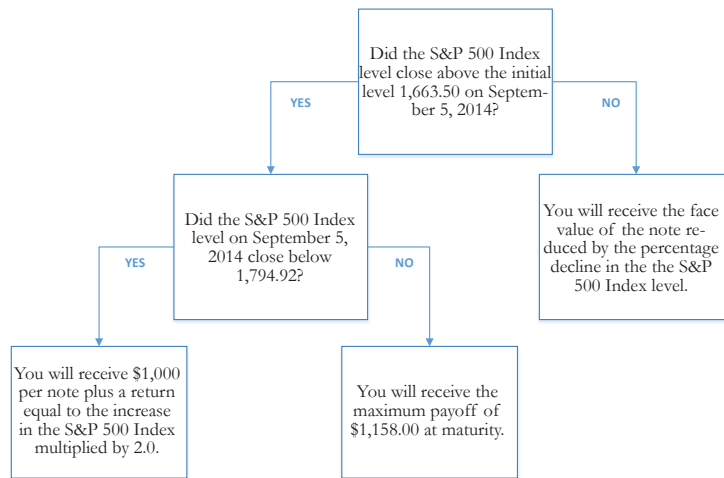 Did the S&P 500 Index
level close above the initial
level 1,663.50 on Septem-
ber 5, 2014?
YES
NO
Did the S&P 500 Index
level on September 5,
2014 close below
1,794.92?
You will receive the face
value of the note re-
duced by the percentage
decline in the the S&P
500 Index level.
YES
NO
You will receive $1,000
per note plus a return
equal to the increase
in the S&P 500 Index
multiplied by 2.0.
You will receive the
maximum payoff of
$1,158.00 at maturity.